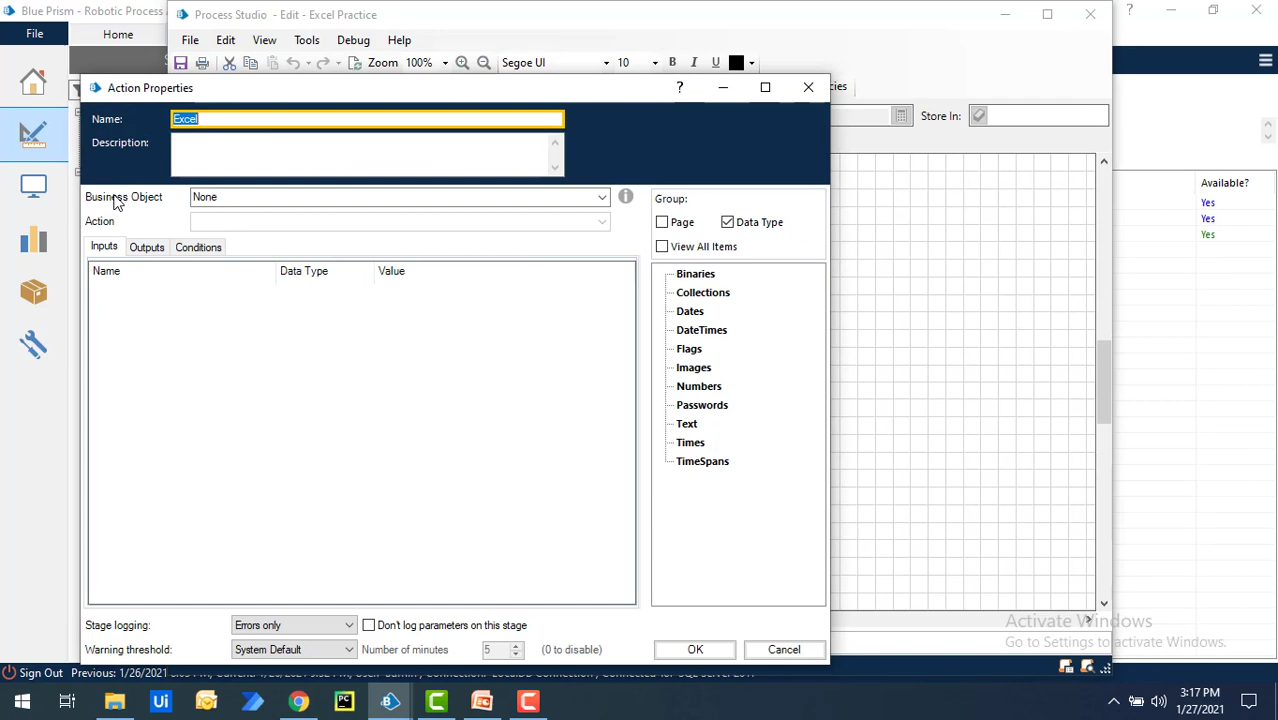 Blue Prism - Robotic Process A
Process Studio - Edit - Excel Practice
File
Home
File Edit View Tools Debug Help
Zoom 100% Segoe UI 10 B I U
Action Properties
?
cies
Name: Excel
Store In:
Description:
Business Object None
Action
Inputs Outputs Conditions
Name Data Type Value
Group:
Page Data Type
View All Items
Binaries
Collections
Dates
DateTimes
Flags
Images
Numbers
Passwords
Text
Times
TimeSpans
Available?
Yes
Yes
Yes
Stage logging: Errors only Don't log parameters on this stage
Warning threshold: System Default Number of minutes 5 (0 to disable)
OK Cancel
Activate Windows
Go to Settings to activate Windows.
Sign Out
3:17 PM
1/27/2021